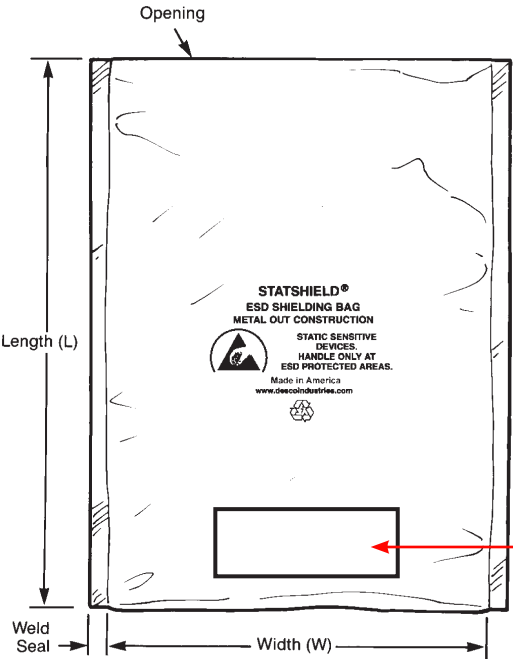 Opening
STATSHIELD®
ESD SHIELDING BAG
METAL OUT CONSTRUCTION
STATIC SENSITIVE
DEVICES.
HANDLE ONLY AT
ESD PROTECTED AREAS.
Made in America
www.descoindustries.com
Length (L)
Weld
Seal
Width (W)